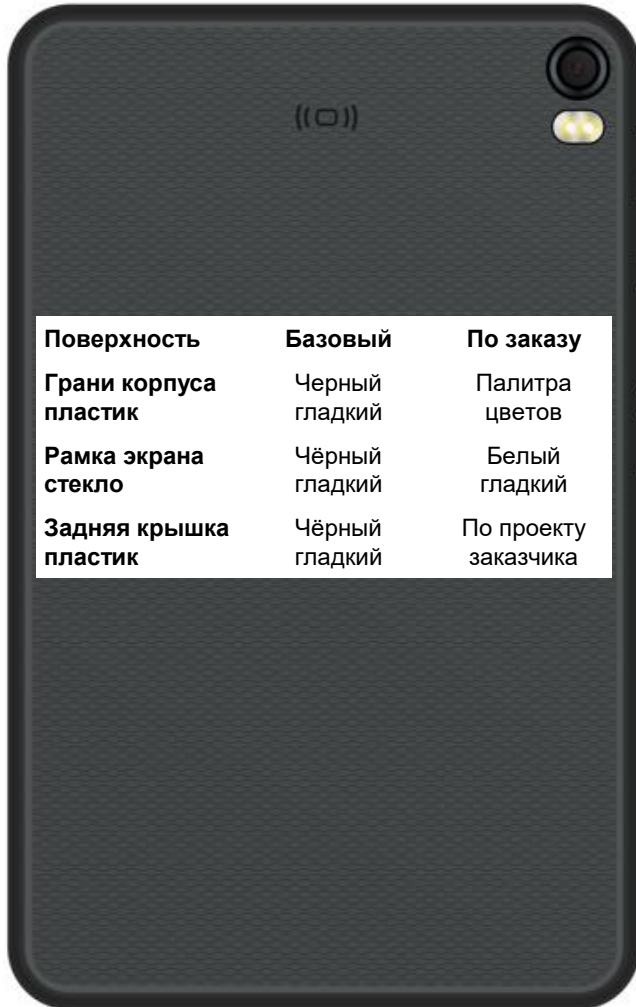 Поверхность Базовый По заказу
Грани корпуса Черный Палитра
пластик гладкий цветов
Рамка экрана Чёрный Белый
стекло гладкий гладкий
Задняя крышка Чёрный По проекту
пластик гладкий заказчика